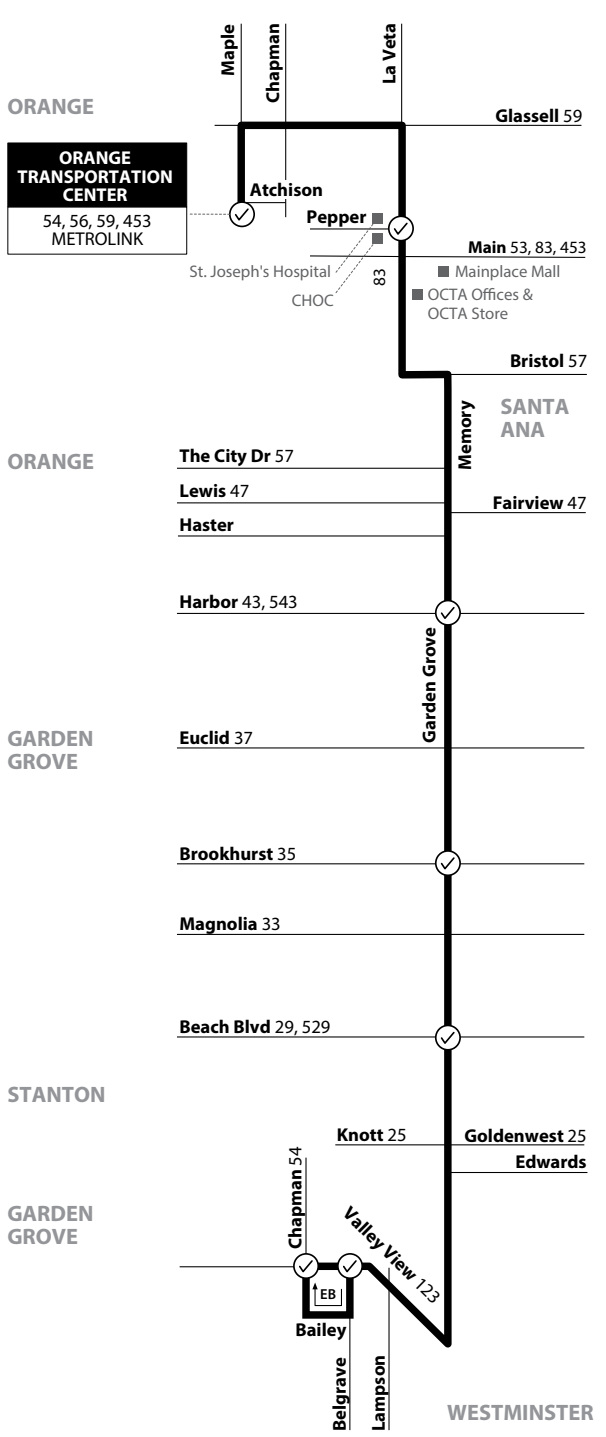 Maple
Chapman
La Veta
ORANGE
Glassell 59
ORANGE
TRANSPORTATION
CENTER
54, 56, 59, 453
METROLINK
Atchison
Pepper
Main 53, 83, 453
St. Joseph's Hospital
CHOC
83
Mainplace Mall
OCTA Offices &
OCTA Store
Bristol 57
SANTA
ANA
Memory
ORANGE
The City Dr 57
Lewis 47
Fairview 47
Haster
Harbor 43, 543
Garden Grove
GARDEN
GROVE
Euclid 37
Brookhurst 35
Magnolia 33
Beach Blvd 29, 529
STANTON
Knott 25
Goldenwest 25
Edwards
Chapman 54
GARDEN
GROVE
Valley View 123
EB
Bailey
Belgrave
Lampson
WESTMINSTER